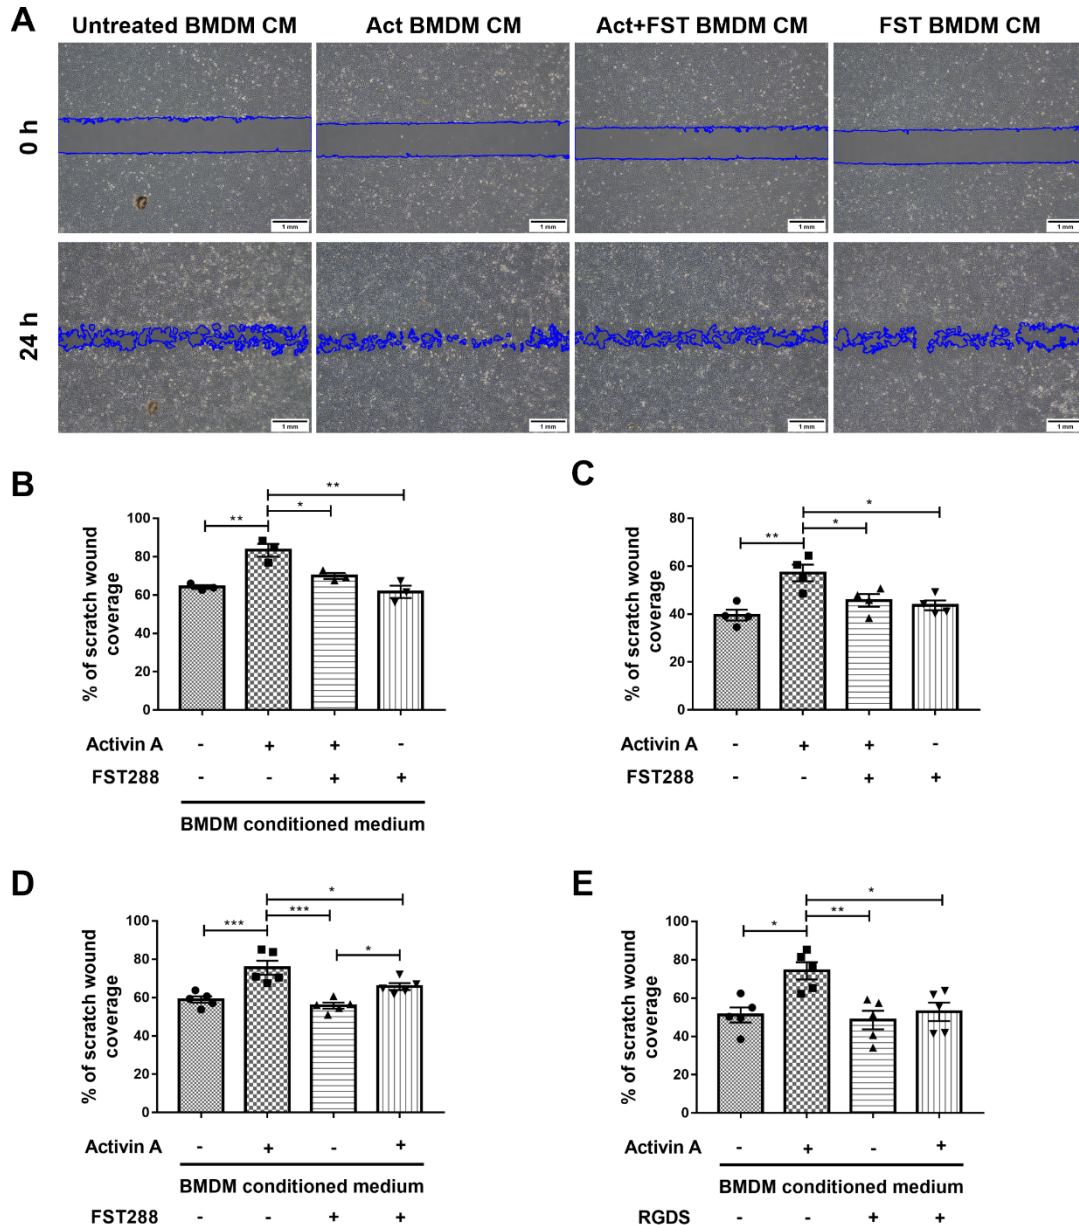 A
Untreated BMDM CM Act BMDM CM Act+FST BMDM CM FST BMDM CM
0 h
1 mm 1 mm 1 mm 1 mm
24 h
1 mm 1 mm 1 mm 1 mm
B
% of scratch wound
coverage
100
80
60
40
20
0
**
*
**
Activin A - + + -
FST288 - - + +
BMDM conditioned medium
C
% of scratch wound
coverage
80
60
40
20
0
*
*
**
Activin A - + + -
FST288 - - + +
D
% of scratch wound
coverage
100
80
60
40
20
0
*
***
***
*
Activin A - + - +
BMDM conditioned medium
FST288 - - + +
E
% of scratch wound
coverage
100
80
60
40
20
0
*
**
*
Activin A - + - +
BMDM conditioned medium
RGDS - - + +